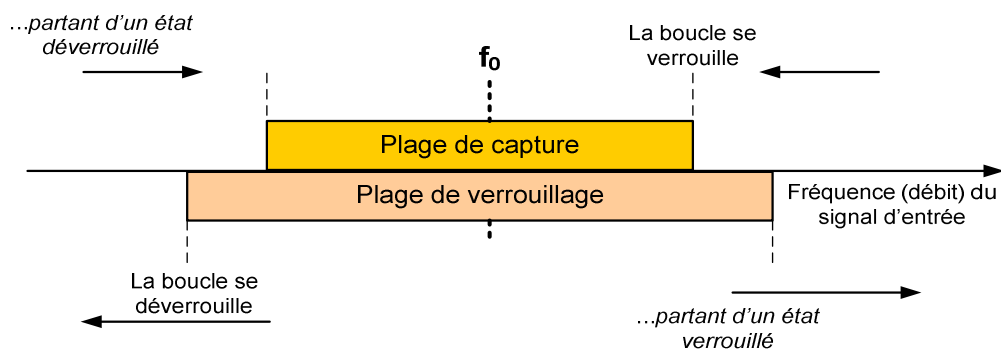 ...partant d'un état
déverrouillé
La boucle se
verrouille
f0
Plage de capture
Plage de verrouillage
Fréquence (débit) du
signal d'entrée
La boucle se
déverrouille
...partant d'un état
verrouillé